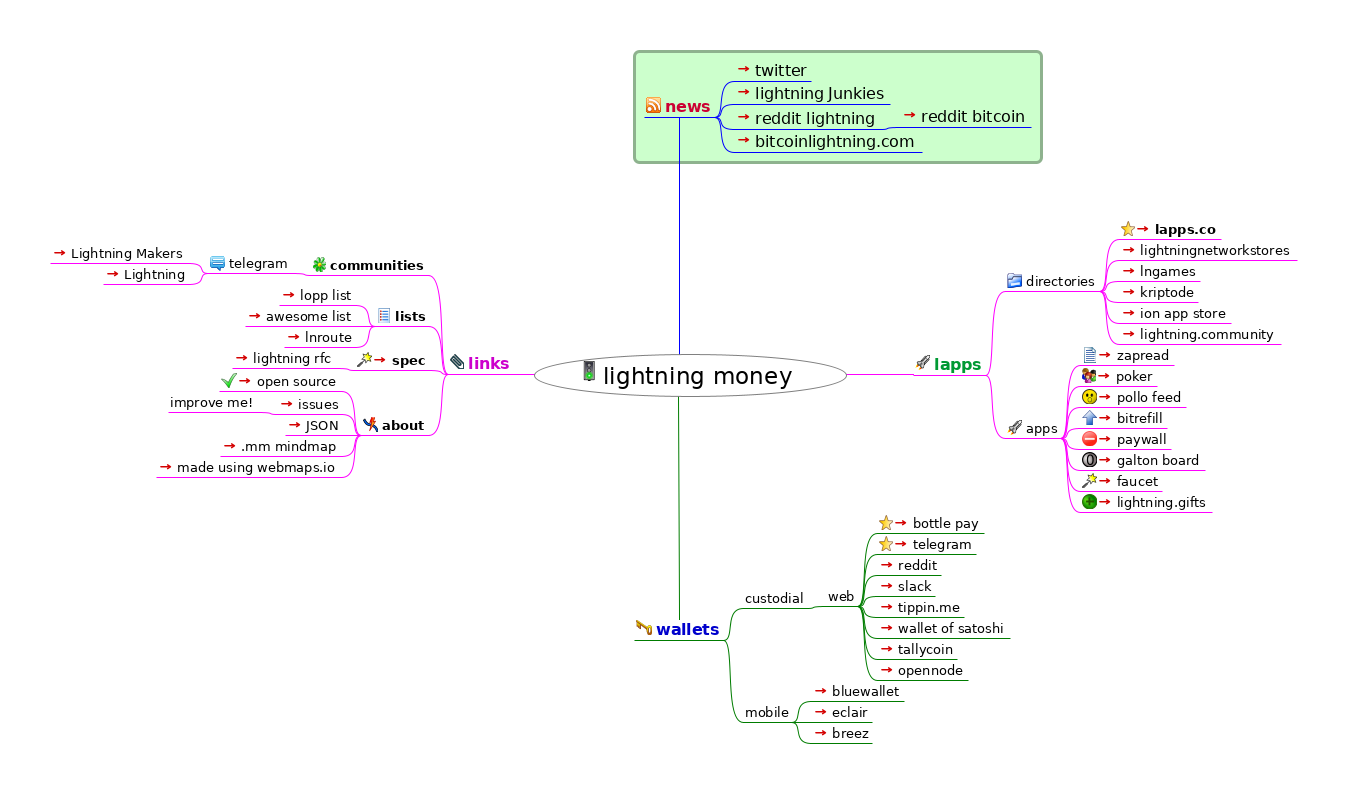 news
twitter
lightning Junkies
reddit lightning
reddit bitcoin
bitcoinlightning.com
lightning money
links
communities
telegram
Lightning Makers
Lightning
lists
lopp list
awesome list
lnroute
spec
lightning rfc
about
open source
issues
improve me!
JSON
.mm mindmap
made using webmaps.io
lapps
directories
lapps.co
lightningnetworkstores
lngames
kriptode
ion app store
lightning.community
apps
zapread
poker
pollo feed
bitrefill
paywall
galton board
faucet
lightning.gifts
wallets
custodial
web
bottle pay
telegram
reddit
slack
tippin.me
wallet of satoshi
tallycoin
opennode
mobile
bluewallet
eclair
breez